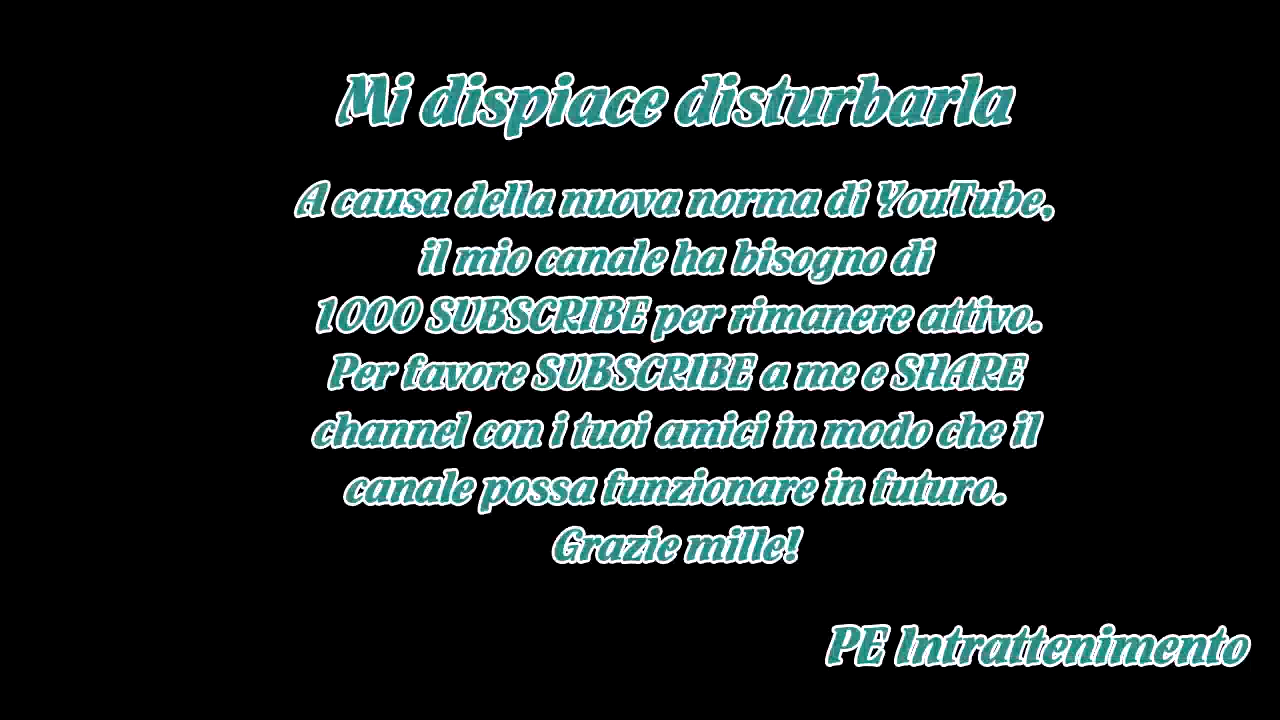 Mi dispiace disturbarla
A causa della nuova norma di YouTube,
il mio canale ha bisogno di
1000 SUBSCRIBE per rimanere attivo.
Per favore SUBSCRIBE a me e SHARE
channel con i tuoi amici in modo che il
canale possa funzionare in futuro.
Grazie mille!
PE Intrattenimento